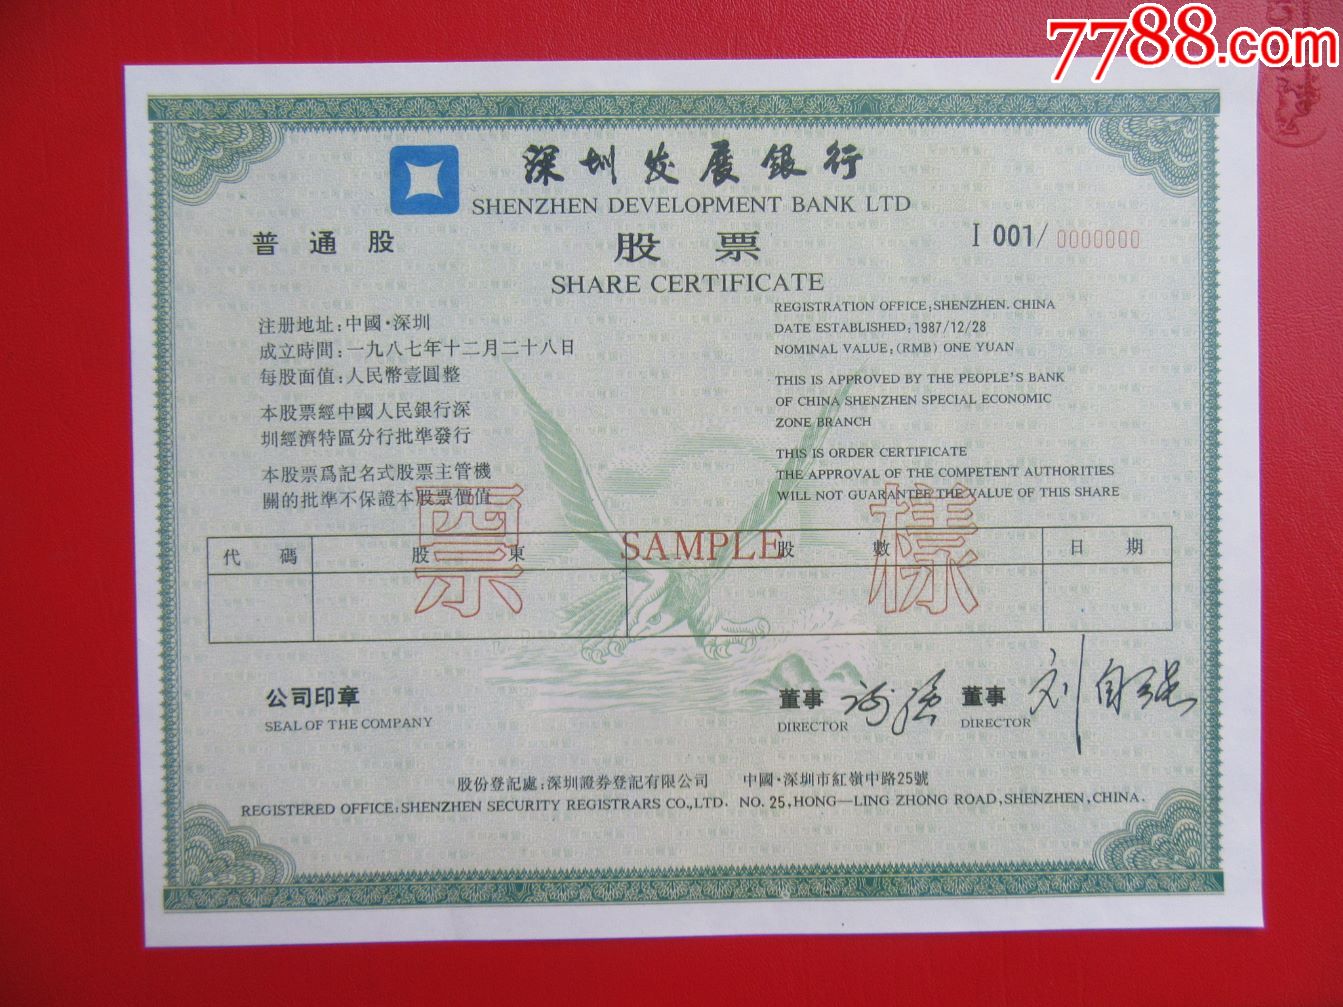 7788.com
深圳发展銀行
SHENZHEN DEVELOPMENT BANK LTD
普通股
股票
I 001/0000000
SHARE CERTIFICATE
注册地址:中國·深圳
成立時間:一九八七年十二月二十八日
每股面值:人民幣壹圓整
本股票經中國人民銀行深
圳經濟特區分行批準發行
本股票爲記名式股票主管機
關的批準不保證本股票價值
REGISTRATION OFFICE:SHENZHEN. CHINA
DATE ESTABLISHED: 1987/12/28
NOMINAL VALUE: (RMB) ONE YUAN
THIS IS APPROVED BY THE PEOPLE'S BANK
OF CHINA SHENZHEN SPECIAL ECONOMIC
ZONE BRANCH
THIS IS ORDER CERTIFICATE
THE APPROVAL OF THE COMPETENT AUTHORITIES
WILL NOT GUARANTEE THE VALUE OF THIS SHARE
票樣
SAMPLE
代碼 股東 股數 日期
公司印章
SEAL OF THE COMPANY
董事
DIRECTOR
董事 刘自强
DIRECTOR
股份登記處:深圳證券登記有限公司 中國·深圳市紅嶺中路25號
REGISTERED OFFICE: SHENZHEN SECURITY REGISTRARS CO., LTD. NO. 25, HONG—LING ZHONG ROAD, SHENZHEN, CHINA.